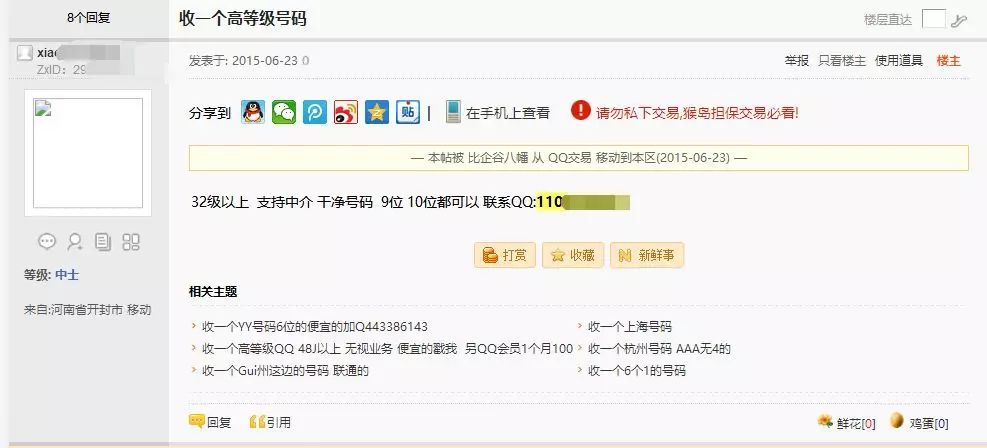 8个回复
收一个高等级号码
楼层直达
xiao
ZxID: 29
发表于: 2015-06-23 0
举报 只看楼主 使用道具 楼主
分享到
贴
| 在手机上查看
请勿私下交易,猴岛担保交易必看!
— 本帖被 比企谷八幡 从 QQ交易 移动到本区(2015-06-23) —
32级以上 支持中介 干净号码 9位 10位都可以 联系QQ:110
打赏 收藏 新鲜事
等级: 中士
来自:河南省开封市 移动
相关主题
收一个YY号码6位的便宜的加Q443386143
收一个上海号码
收一个高等级QQ 48J以上 无视业务 便宜的戳我 另QQ会员1个月100
收一个杭州号码 AAA无4的
收一个Gui州这边的号码 联通的
收一个6个1的号码
回复 引用
鲜花[0] 鸡蛋[0]